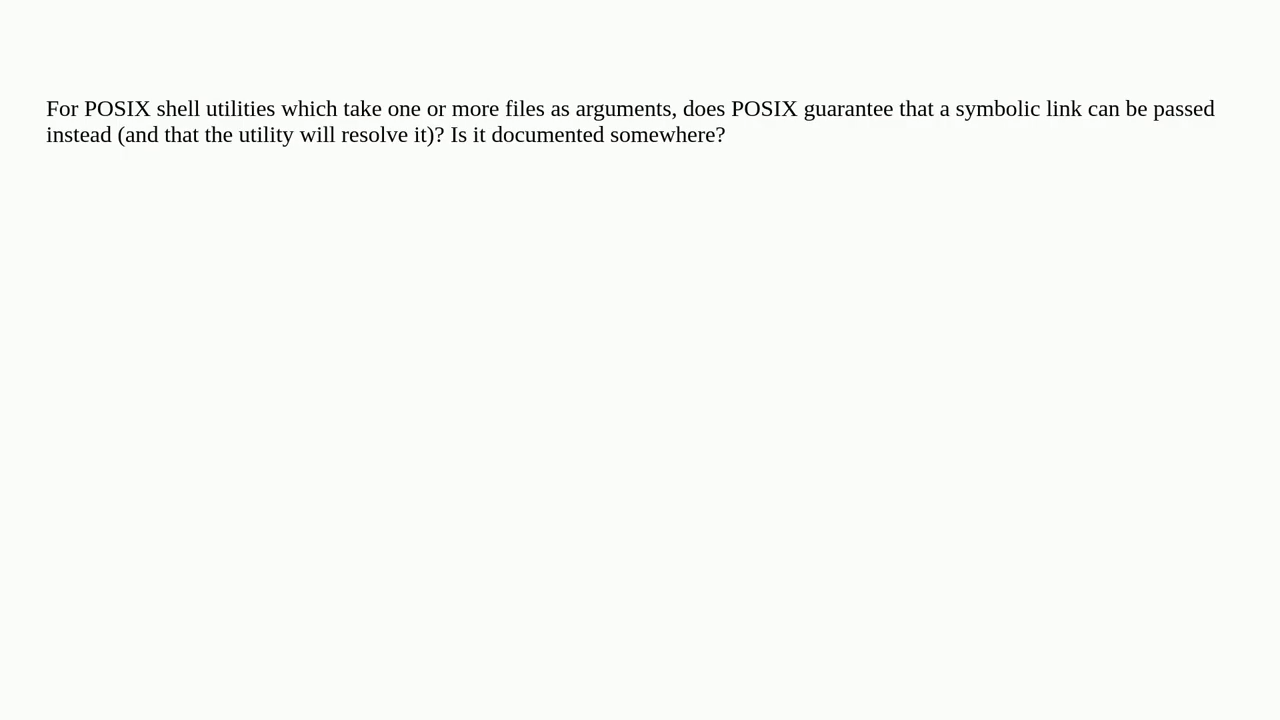 For POSIX shell utilities which take one or more files as arguments, does POSIX guarantee that a symbolic link can be passed
instead (and that the utility will resolve it)? Is it documented somewhere?